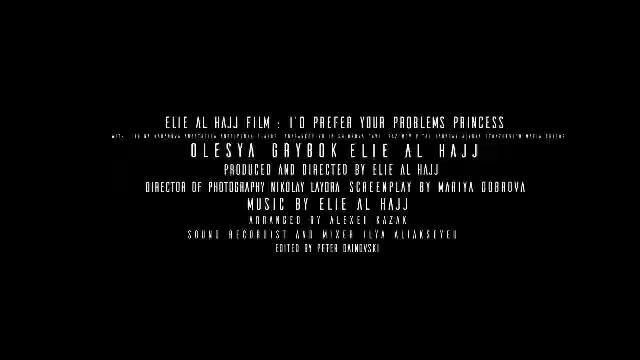 ELIE AL HAJJ FILM : I'D PREFER YOUR PROBLEMS PRINCESS
OLESYA GRYBOK ELIE AL HAJJ
PRODUCED AND DIRECTED BY ELIE AL HAJJ
DIRECTOR OF PHOTOGRAPHY NIKOLAY LAVORA SCREENPLAY BY MARIYA DOBROVA
MUSIC BY ELIE AL HAJJ
ARRANGED BY ALEXEI KAZAK
SOUND RECORDIST AND MIXER ILYA ALIAKSEYEU
EDITED BY PETER DAINOVSKI